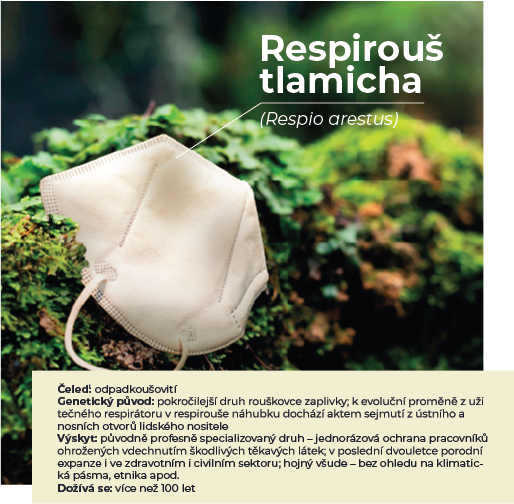 Respirouš
tlamicha
(Respio arestus)
Čeleď: odpadkoušovití
Genetický původ: pokročilejší druh rouškovce zaplivky; k evoluční proměně z uži
tečného respirátoru v respirouše náhubku dochází aktem sejmutí z ústního a
nosních otvorů lidského nositele
Výskyt: původně profesně specializovaný druh – jednorázová ochrana pracovníků
ohrožených vdechnutím škodlivých těkavých látek; v poslední dvouletce porodní
expanze i ve zdravotním i civilním sektoru; hojný všude – bez ohledu na klimatic-
ká pásma, etnika apod.
Dožívá se: více než 100 let